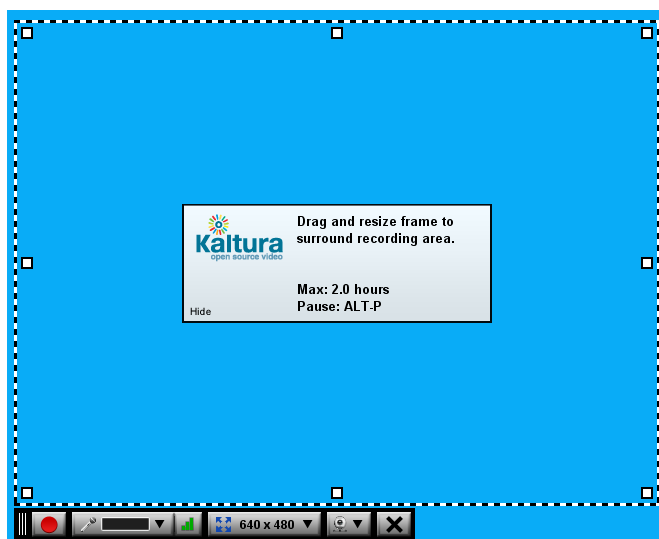 Kaltura
open source video
Drag and resize frame to
surround recording area.
Max: 2.0 hours
Pause: ALT-P
Hide
640 x 480